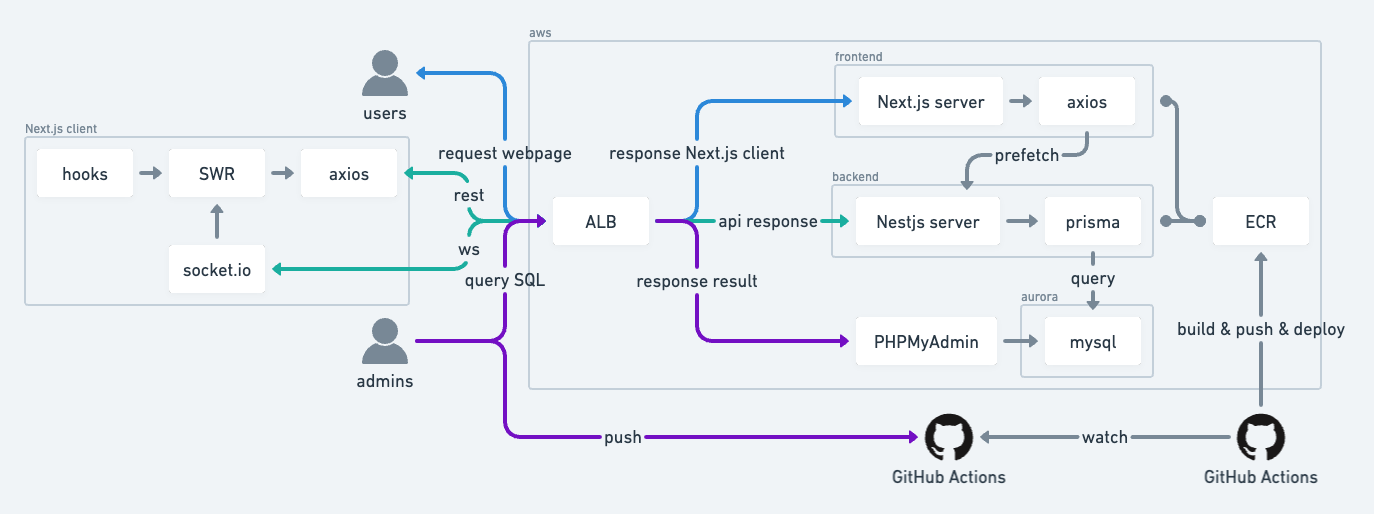 aws
frontend
Next.js server
axios
users
Next.js client
request webpage
response Next.js client
prefetch
hooks
SWR
axios
rest
backend
ALB
api response
Nestjs server
prisma
ECR
ws
socket.io
query SQL
response result
query
aurora
build & push & deploy
PHPMyAdmin
mysql
admins
push
watch
GitHub Actions
GitHub Actions